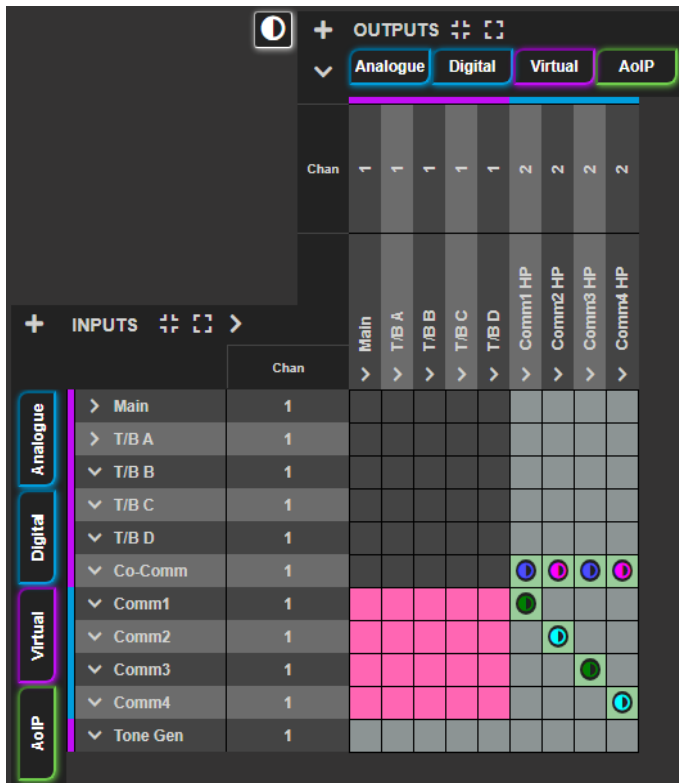 OUTPUTS
Analogue Digital Virtual AoIP
Chan 1 1 1 1 1 2 2 2 2
Main T/B A T/B B T/B C T/B D Comm1 HP Comm2 HP Comm3 HP Comm4 HP
INPUTS
Chan
Analogue
Digital
Virtual
AoIP
Main 1
T/B A 1
T/B B 1
T/B C 1
T/B D 1
Co-Comm 1
Comm1 1
Comm2 1
Comm3 1
Comm4 1
Tone Gen 1